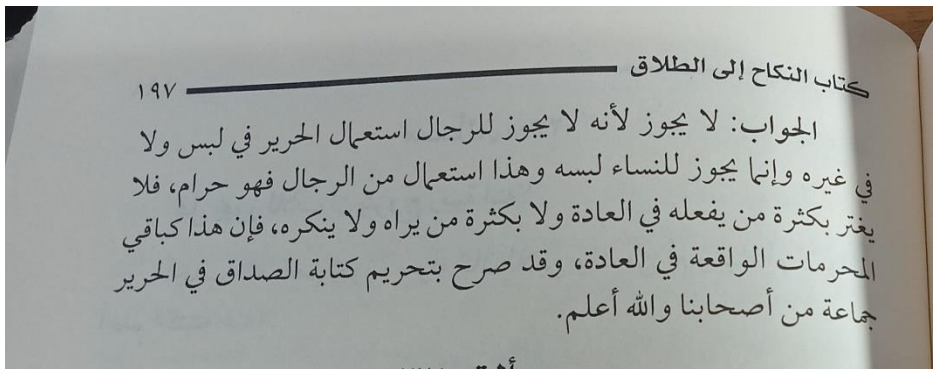 كتاب النكاح إلى الطلاق ١٩٧
الجواب: لا يجوز لأنه لا يجوز للرجال استعمال الحرير في لبس ولا
في غيره وإنما يجوز للنساء لبسه وهذا استعمال من الرجال فهو حرام، فلا
يغتر بكثرة من يفعله في العادة ولا بكثرة من يراه ولا ينكره، فإن هذا كباقي
المحرمات الواقعة في العادة، وقد صرح بتحريم كتابة الصداق في الحرير
جماعة من أصحابنا والله أعلم.